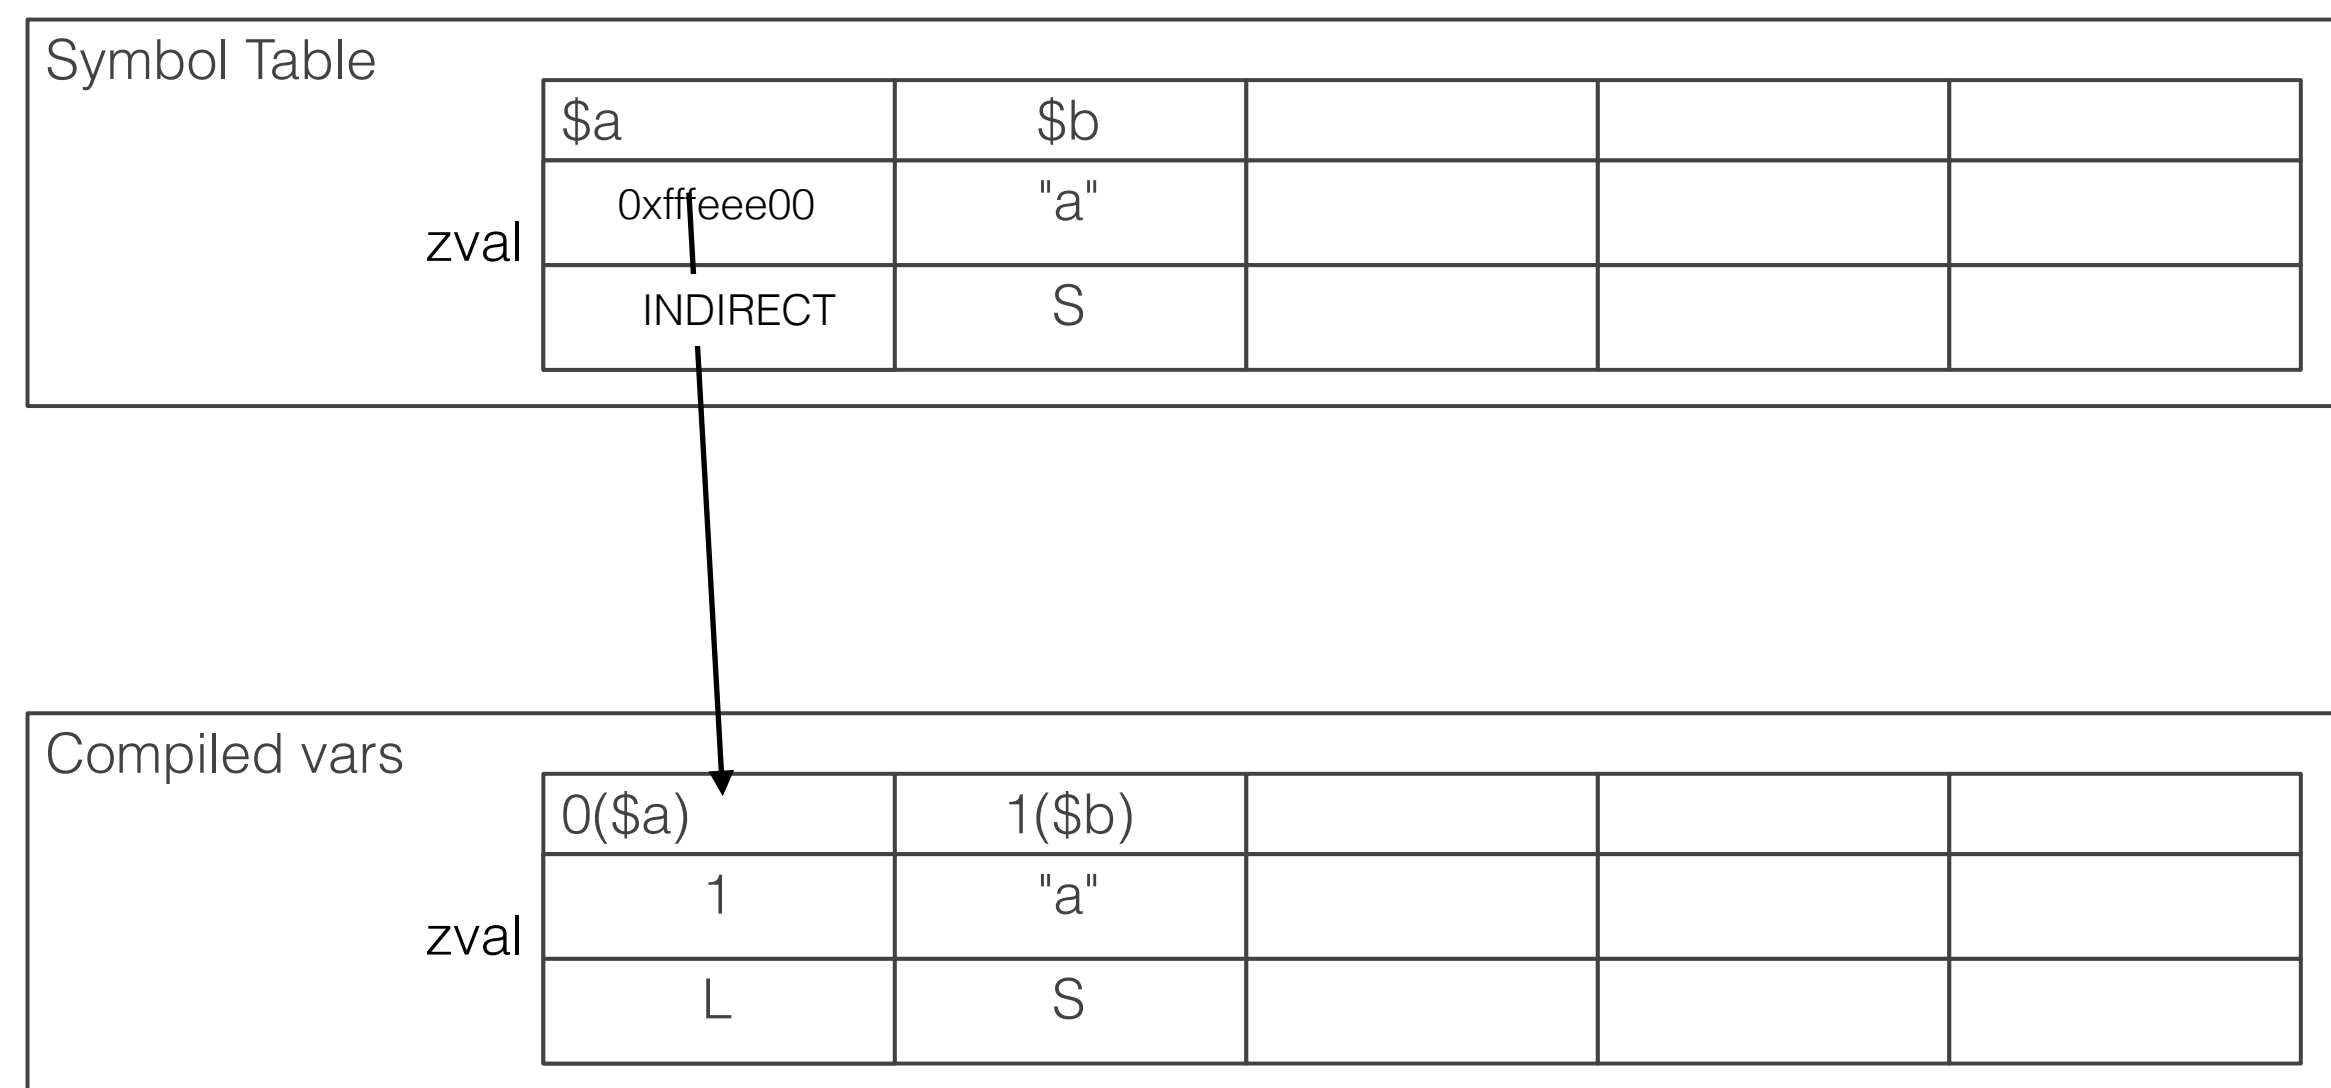 Symbol Table
$a $b
0xfffeee00 "a"
zval
INDIRECT S
Compiled vars
0($a) 1($b)
1 "a"
zval
L S